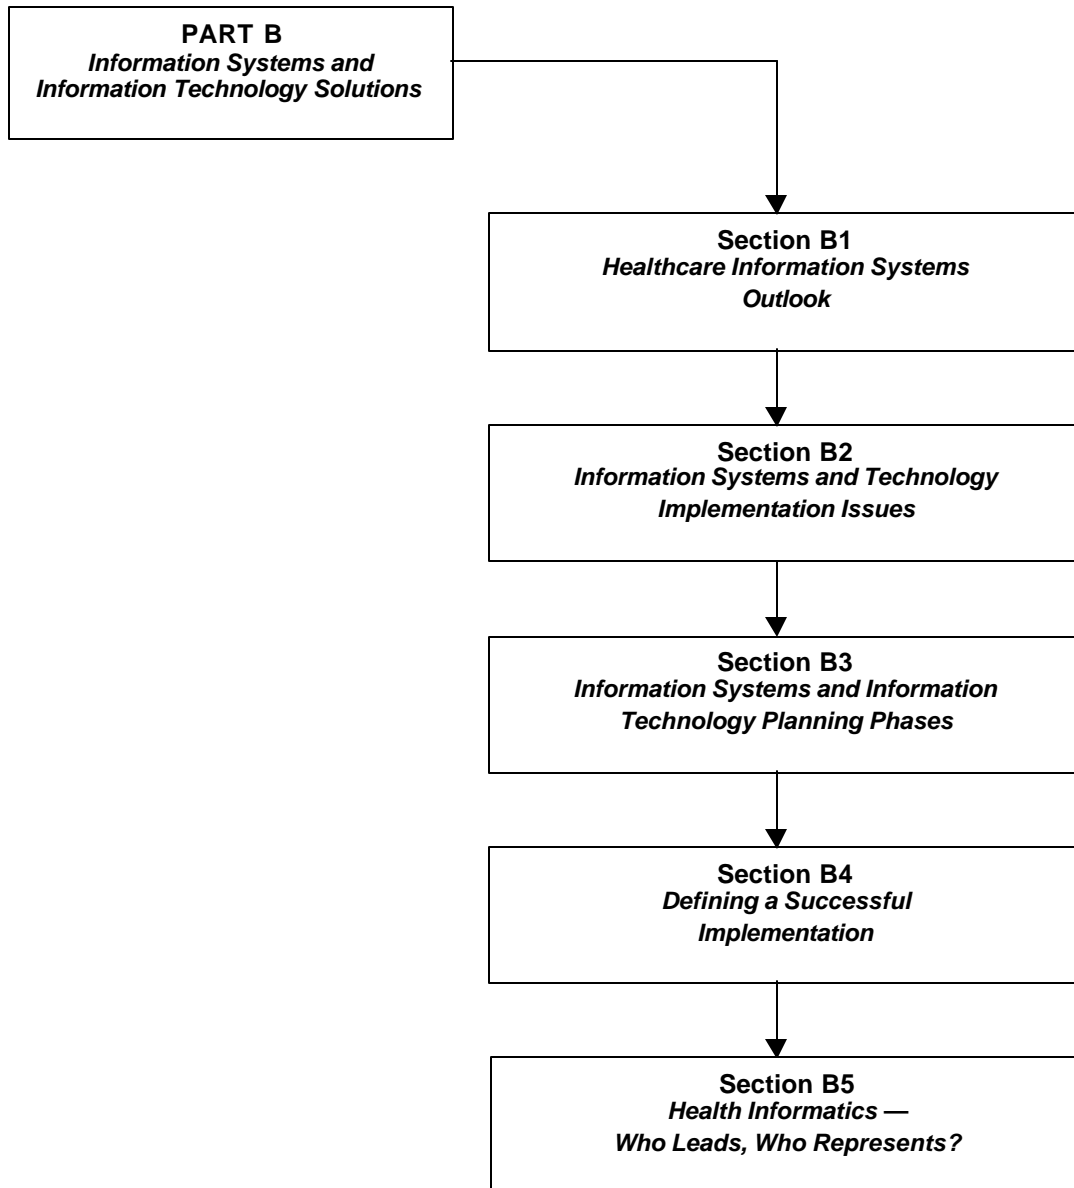 PART B
Information Systems and
Information Technology Solutions
Section B1
Healthcare Information Systems
Outlook
Section B2
Information Systems and Technology
Implementation Issues
Section B3
Information Systems and Information
Technology Planning Phases
Section B4
Defining a Successful
Implementation
Section B5
Health Informatics —
Who Leads, Who Represents?